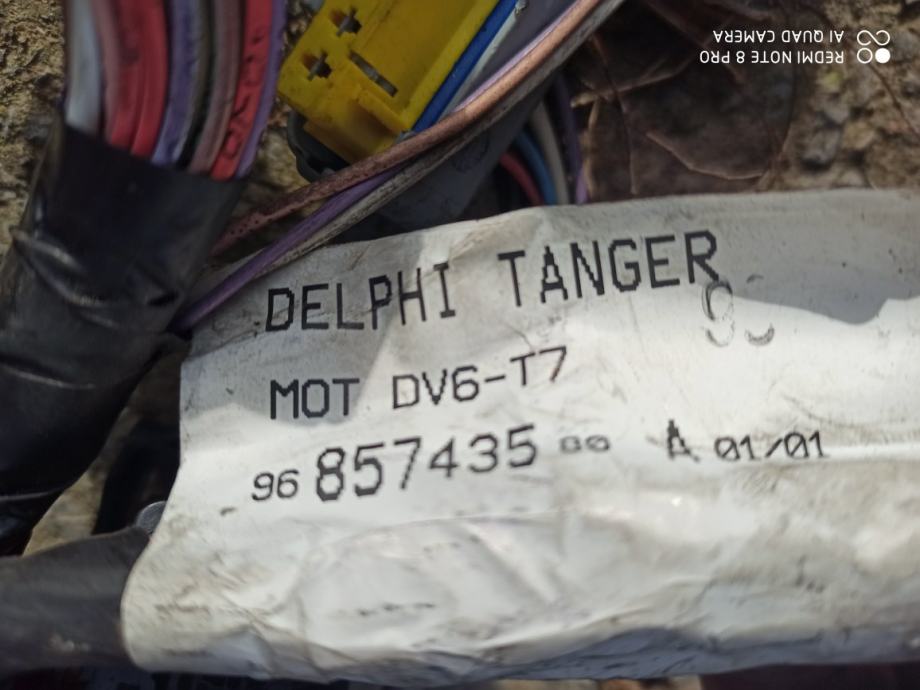 REDMI NOTE 8 PRO
AI QUAD CAMERA
DELPHI TANGER
MOT DV6-T7
96 857435 80 A 01/01